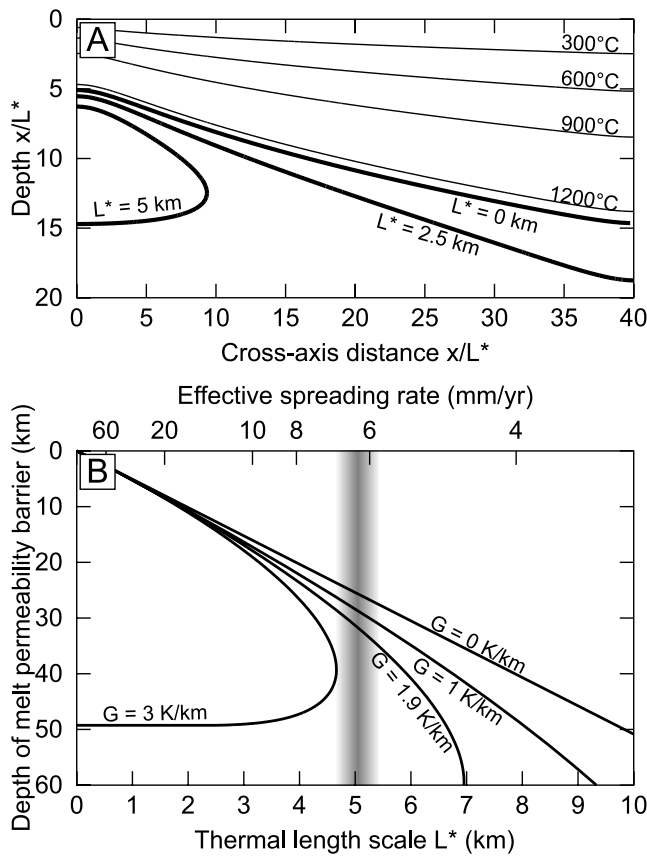 0
5
10
15
20
Depth x/L*
A
300°C
600°C
900°C
1200°C
L* = 0 km
L* = 2.5 km
L* = 5 km
0 5 10 15 20 25 30 35 40
Cross-axis distance x/L*
Effective spreading rate (mm/yr)
60 20 10 8 6 4
0
10
20
30
40
50
60
Depth of melt permeability barrier (km)
B
G = 0 K/km
G = 1 K/km
G = 1.9 K/km
G = 3 K/km
0 1 2 3 4 5 6 7 8 9 10
Thermal length scale L* (km)